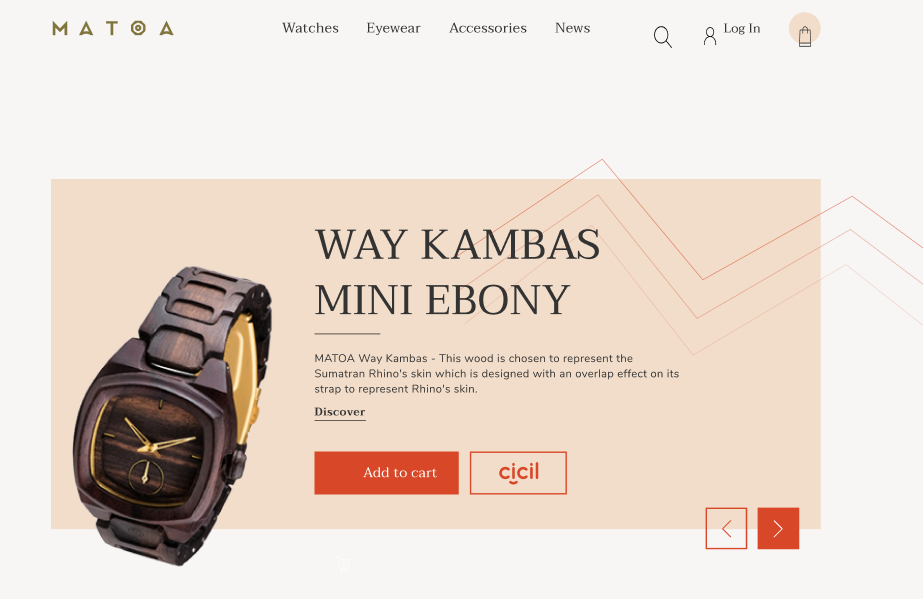 MATOA
Watches Eyewear Accessories News Log In
WAY KAMBAS
MINI EBONY
MATOA Way Kambas - This wood is chosen to represent the
Sumatran Rhino's skin which is designed with an overlap effect on its
strap to represent Rhino's skin.
Discover
Add to cart cicil